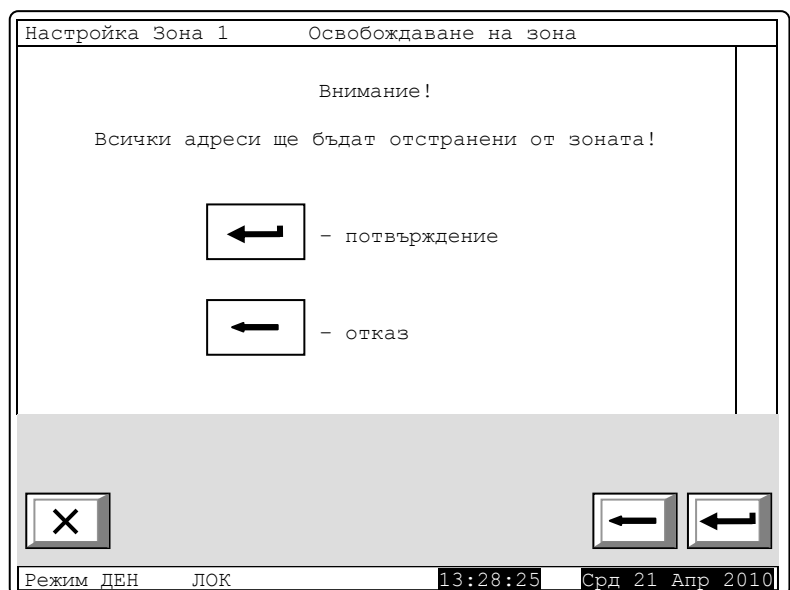 Настройка Зона 1 Освобождаване на зона
Внимание!
Всички адреси ще бъдат отстранени от зоната!
– потвърждение
– отказ
Режим ДЕН ЛОК 13:28:25 Срд 21 Апр 2010